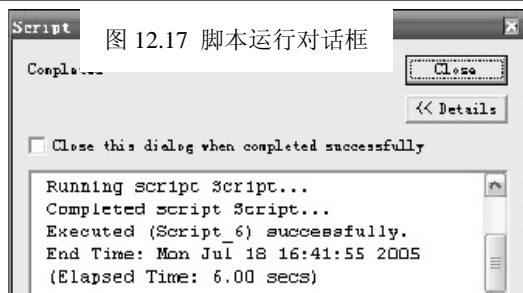 Script
图 12.17 脚本运行对话框
Close
<< Details
Close this dialog when completed successfully
Running script Script...
Completed script Script...
Executed (Script_6) successfully.
End Time: Mon Jul 18 16:41:55 2005
(Elapsed Time: 6.00 secs)